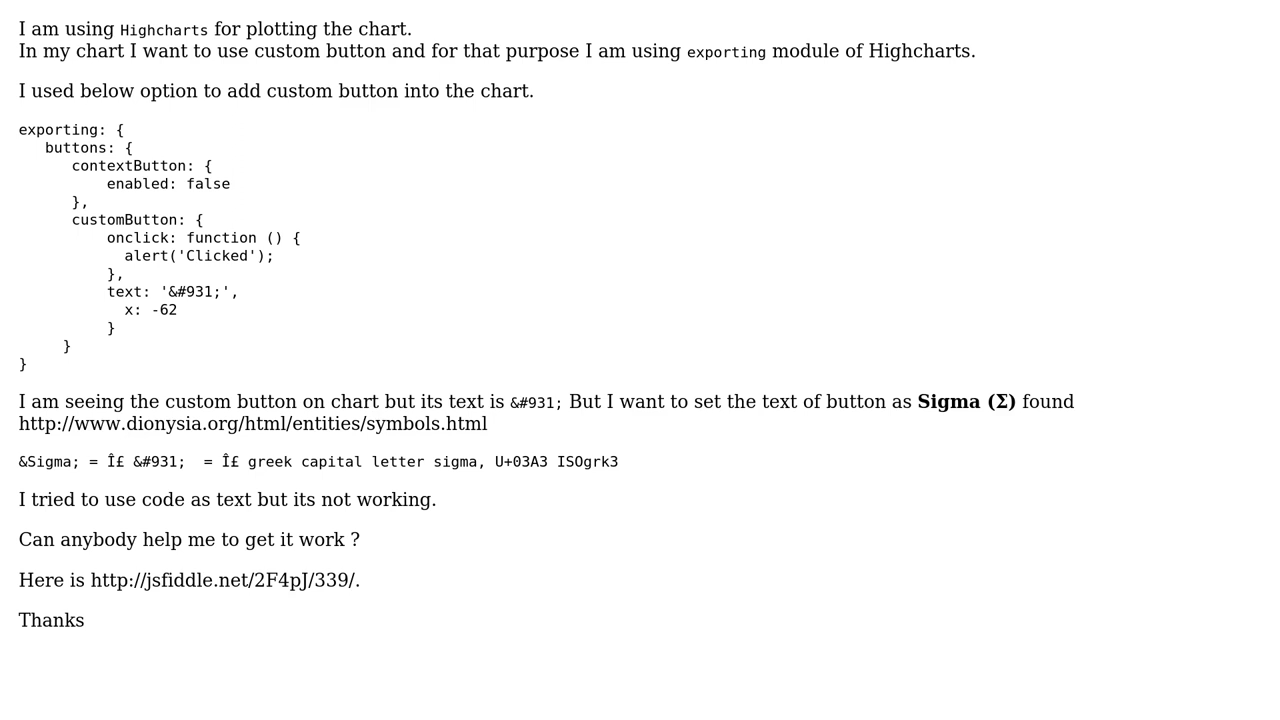 I am using Highcharts for plotting the chart.
In my chart I want to use custom button and for that purpose I am using exporting module of Highcharts.
I used below option to add custom button into the chart.
exporting: {
   buttons: {
      contextButton: {
          enabled: false
      },
      customButton: {
          onclick: function () {
            alert('Clicked');
          },
          text: '&#931;',
            x: -62
          }
     }
}
I am seeing the custom button on chart but its text is &#931; But I want to set the text of button as Sigma (Σ) found
http://www.dionysia.org/html/entities/symbols.html
&Sigma; = Î£ &#931;  = Î£ greek capital letter sigma, U+03A3 ISOgrk3
I tried to use code as text but its not working.
Can anybody help me to get it work ?
Here is http://jsfiddle.net/2F4pJ/339/.
Thanks